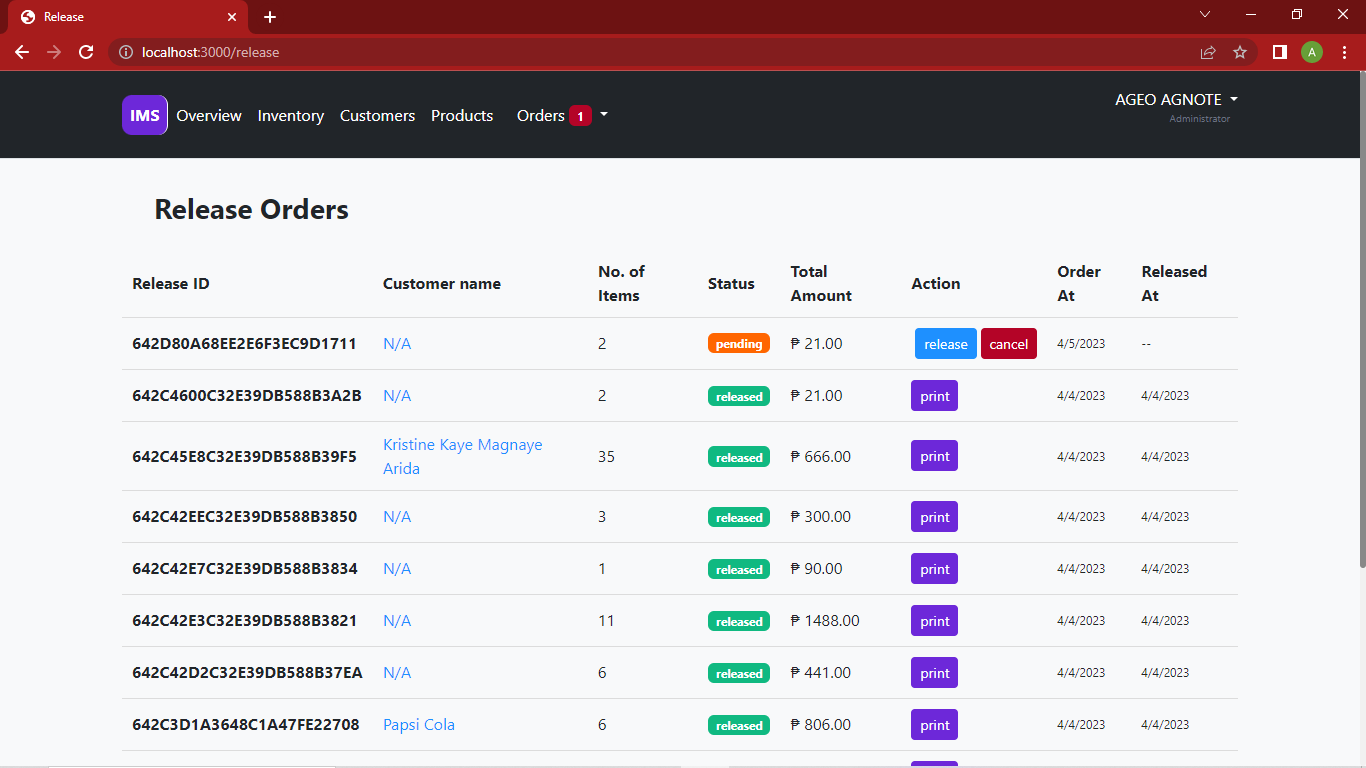 Release
localhost:3000/release
A
IMS Overview Inventory Customers Products Orders 1
AGEO AGNOTE
Administrator
Release Orders
Release ID Customer name No. of Items Status Total Amount Action Order At Released At
642D80A68EE2E6F3EC9D1711 N/A 2 pending ₱ 21.00 release cancel 4/5/2023 --
642C4600C32E39DB588B3A2B N/A 2 released ₱ 21.00 print 4/4/2023 4/4/2023
642C45E8C32E39DB588B39F5 Kristine Kaye Magnaye Arida 35 released ₱ 666.00 print 4/4/2023 4/4/2023
642C42EEC32E39DB588B3850 N/A 3 released ₱ 300.00 print 4/4/2023 4/4/2023
642C42E7C32E39DB588B3834 N/A 1 released ₱ 90.00 print 4/4/2023 4/4/2023
642C42E3C32E39DB588B3821 N/A 11 released ₱ 1488.00 print 4/4/2023 4/4/2023
642C42D2C32E39DB588B37EA N/A 6 released ₱ 441.00 print 4/4/2023 4/4/2023
642C3D1A3648C1A47FE22708 Papsi Cola 6 released ₱ 806.00 print 4/4/2023 4/4/2023